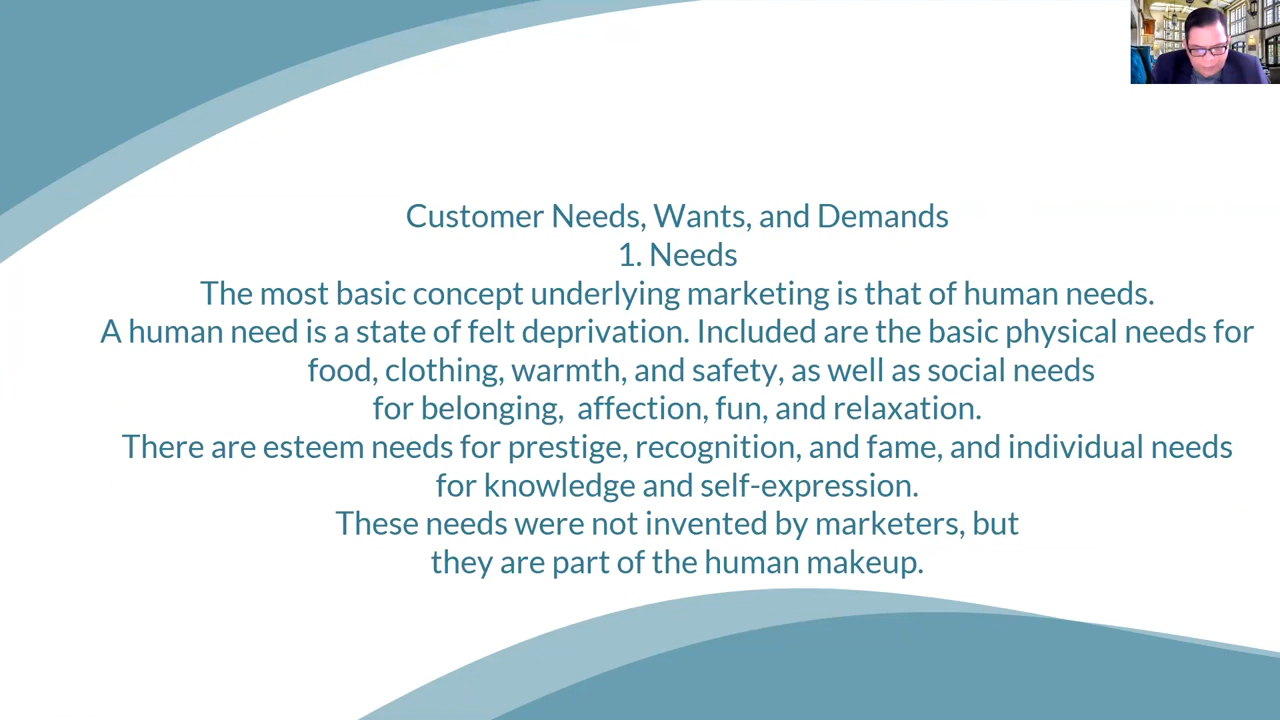 Customer Needs, Wants, and Demands
1. Needs
The most basic concept underlying marketing is that of human needs.
A human need is a state of felt deprivation. Included are the basic physical needs for
food, clothing, warmth, and safety, as well as social needs
for belonging,  affection, fun, and relaxation.
There are esteem needs for prestige, recognition, and fame, and individual needs
for knowledge and self-expression.
These needs were not invented by marketers, but
they are part of the human makeup.